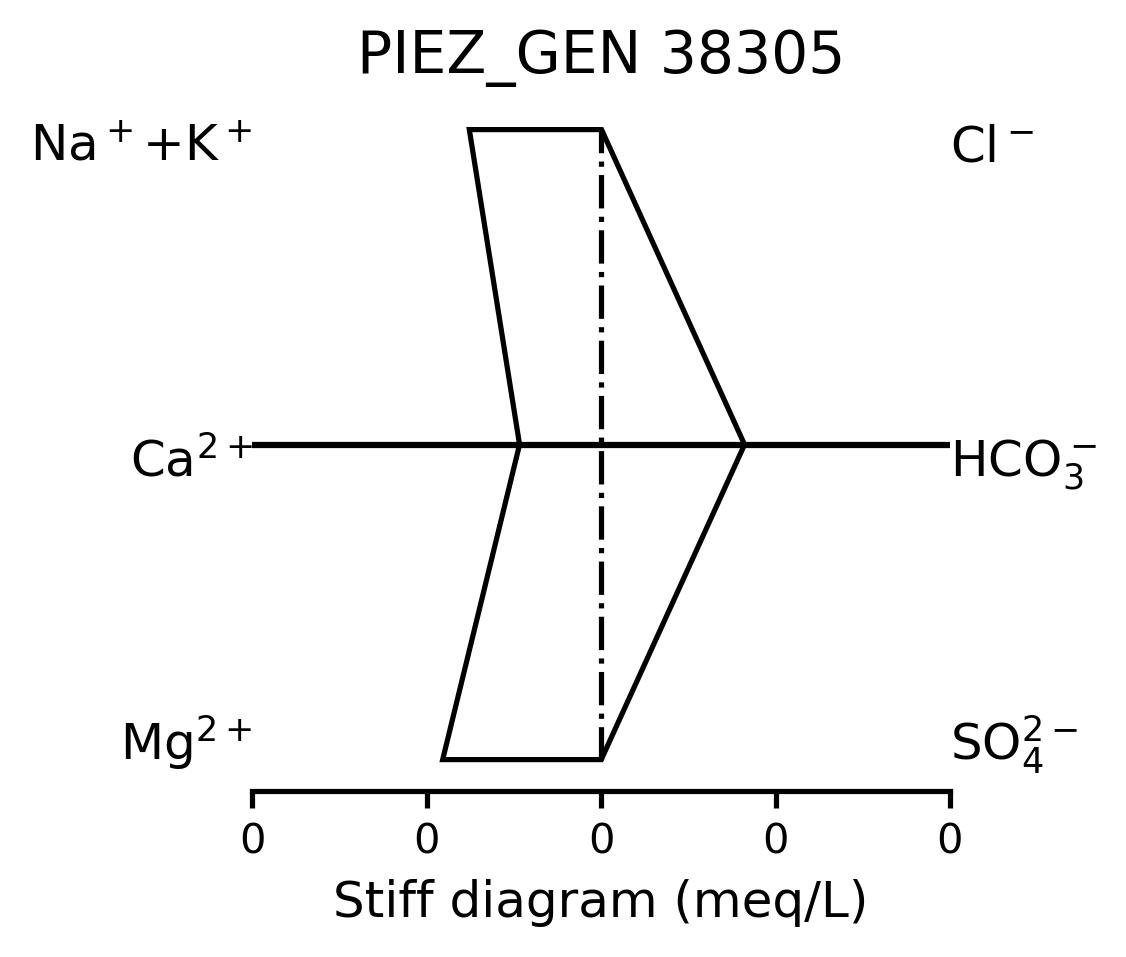 PIEZ_GEN 38305
Na⁺+K⁺ Cl⁻
Ca²⁺ HCO₃⁻
Mg²⁺ SO₄²⁻
0 0 0 0 0
Stiff diagram (meq/L)